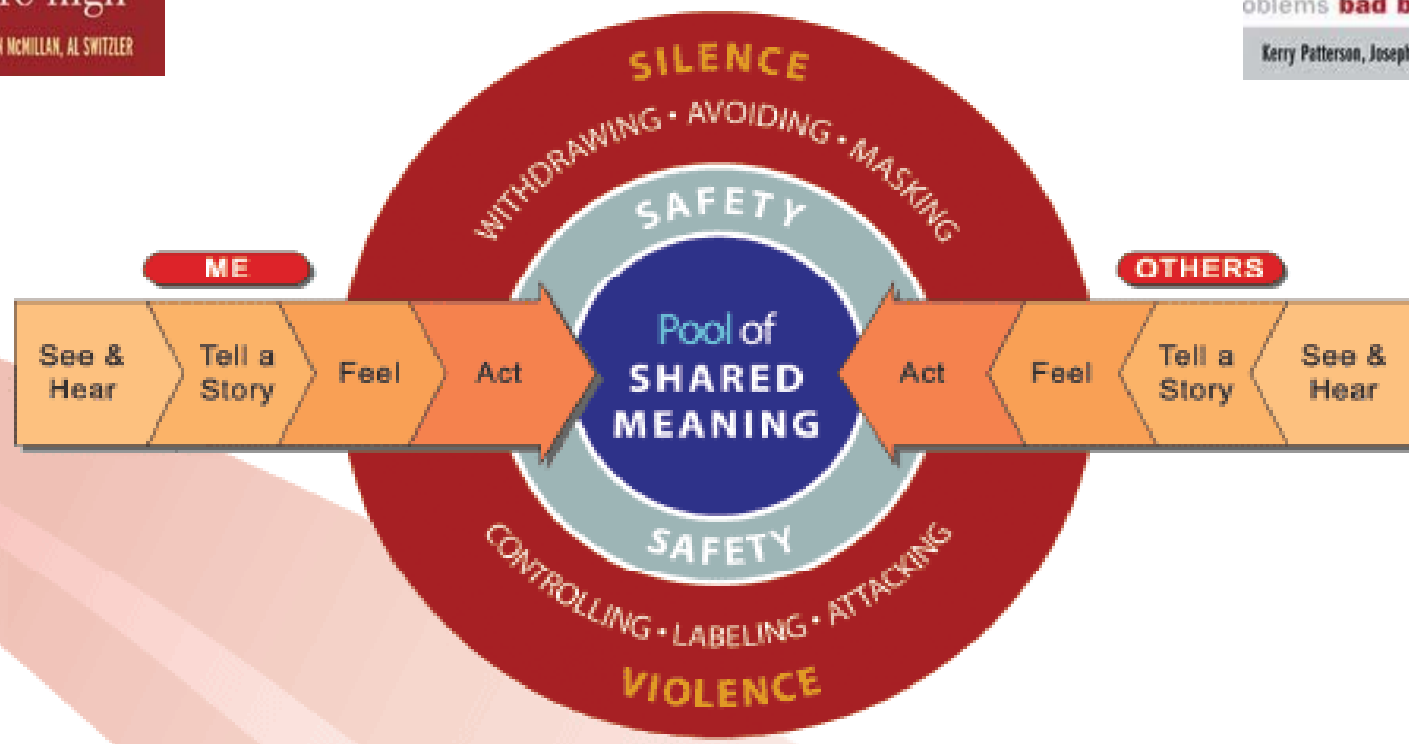 high
McMILLAN, AL SWITZLER
oblems bad b
Kerry Patterson, Joseph
SILENCE
WITHDRAWING • AVOIDING • MASKING
SAFETY
ME
OTHERS
See &
Hear
Tell a
Story
Feel
Act
Pool of
SHARED
MEANING
Act
Feel
Tell a
Story
See &
Hear
SAFETY
CONTROLLING • LABELING • ATTACKING
VIOLENCE